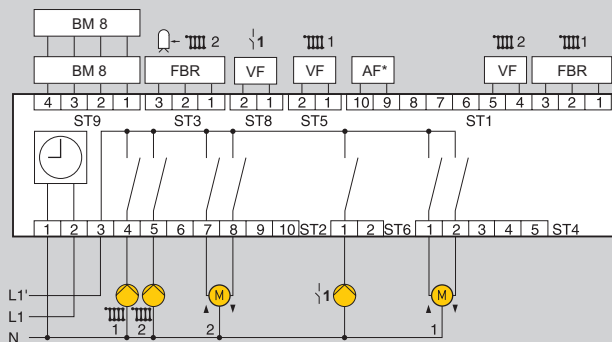 BM 8
2 1 1
BM 8 FBR VF VF AF* VF FBR
2 1
4 3 2 1 3 2 1 2 1 2 1 10 9 8 7 6 5 4 3 2 1
ST9 ST3 ST8 ST5 ST1
1 2 3 4 5 6 7 8 9 10 ST2 1 2 ST6 1 2 3 4 5 ST4
L1' M 1 M
L1 1 2 2 1
N